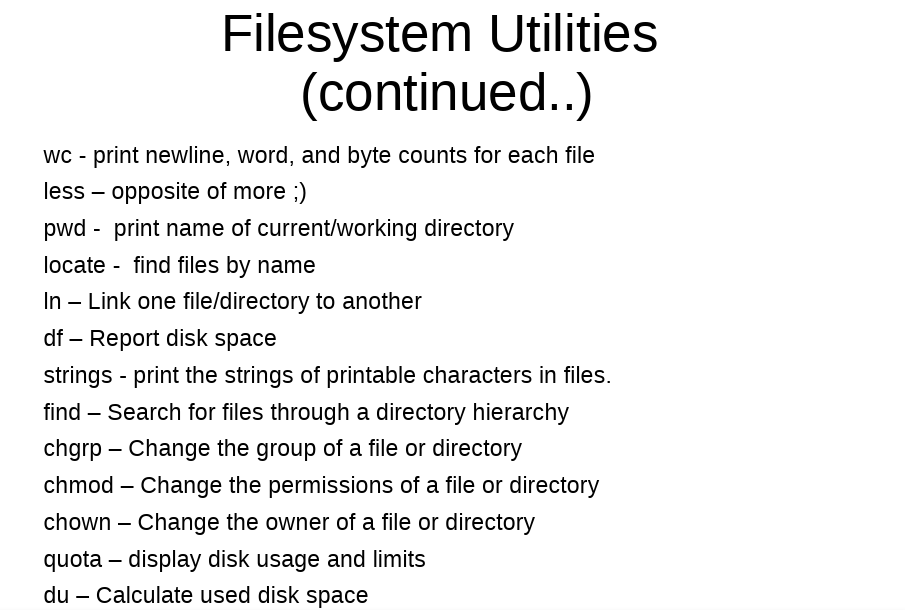 Filesystem Utilities
(continued..)
wc - print newline, word, and byte counts for each file
less – opposite of more ;)
pwd -  print name of current/working directory
locate -  find files by name
ln – Link one file/directory to another
df – Report disk space
strings - print the strings of printable characters in files.
find – Search for files through a directory hierarchy
chgrp – Change the group of a file or directory
chmod – Change the permissions of a file or directory
chown – Change the owner of a file or directory
quota – display disk usage and limits
du – Calculate used disk space